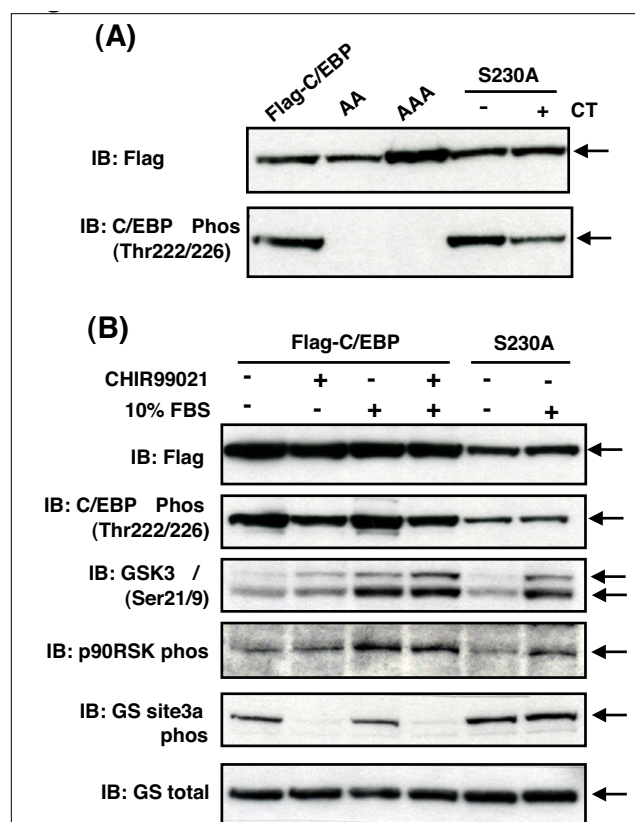 (A)
Flag-C/EBP AA AAA S230A
- + CT
IB: Flag
IB: C/EBP Phos
(Thr222/226)
(B)
Flag-C/EBP S230A
CHIR99021 - + - + - -
10% FBS - - + + - +
IB: Flag
IB: C/EBP Phos
(Thr222/226)
IB: GSK3 /
(Ser21/9)
IB: p90RSK phos
IB: GS site3a
phos
IB: GS total